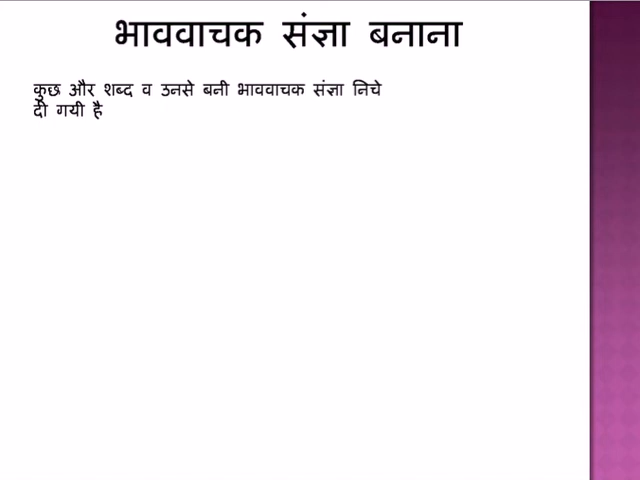 भाववाचक संज्ञा बनाना
कुछ और शब्द व उनसे बनी भाववाचक संज्ञा निचे
दी गयी है